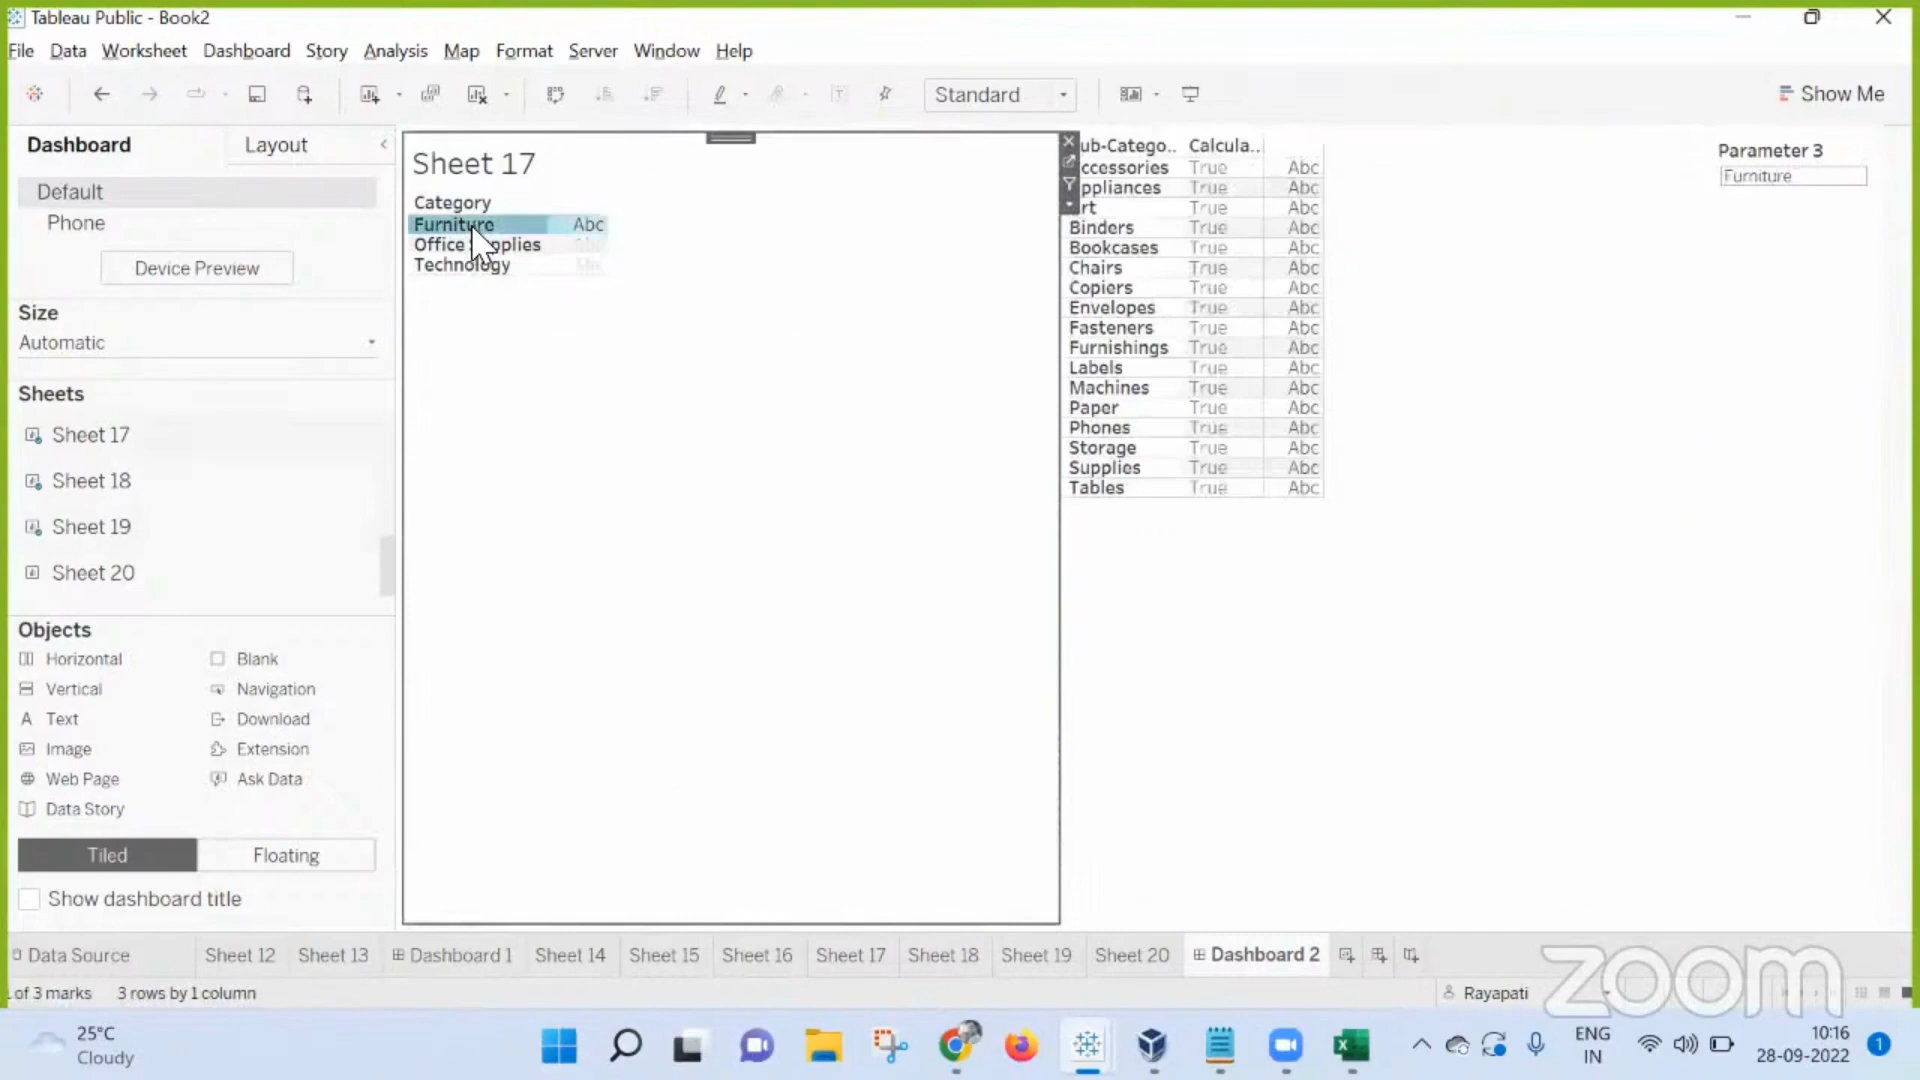 Tableau Public - Book2
File Data Worksheet Dashboard Story Analysis Map Format Server Window Help
Standard
Show Me
Dashboard
Layout
Default
Phone
Device Preview
Size
Automatic
Sheets
Sheet 17
Sheet 18
Sheet 19
Sheet 20
Objects
Horizontal
Blank
Vertical
Navigation
Text
Download
Image
Extension
Web Page
Ask Data
Data Story
Tiled
Floating
Show dashboard title
Sheet 17
Category
Furniture Abc
Office Supplies
Technology
ub-Catego.. Calcula..
ccessories True Abc
ppliances True Abc
rt True Abc
Binders True Abc
Bookcases True Abc
Chairs True Abc
Copiers True Abc
Envelopes True Abc
Fasteners True Abc
Furnishings True Abc
Labels True Abc
Machines True Abc
Paper True Abc
Phones True Abc
Storage True Abc
Supplies True Abc
Tables True Abc
Parameter 3
Furniture
Data Source Sheet 12 Sheet 13 Dashboard 1 Sheet 14 Sheet 15 Sheet 16 Sheet 17 Sheet 18 Sheet 19 Sheet 20 Dashboard 2
of 3 marks 3 rows by 1 column
Rayapati
zoom
25°C
Cloudy
ENG
IN
10:16
28-09-2022
1